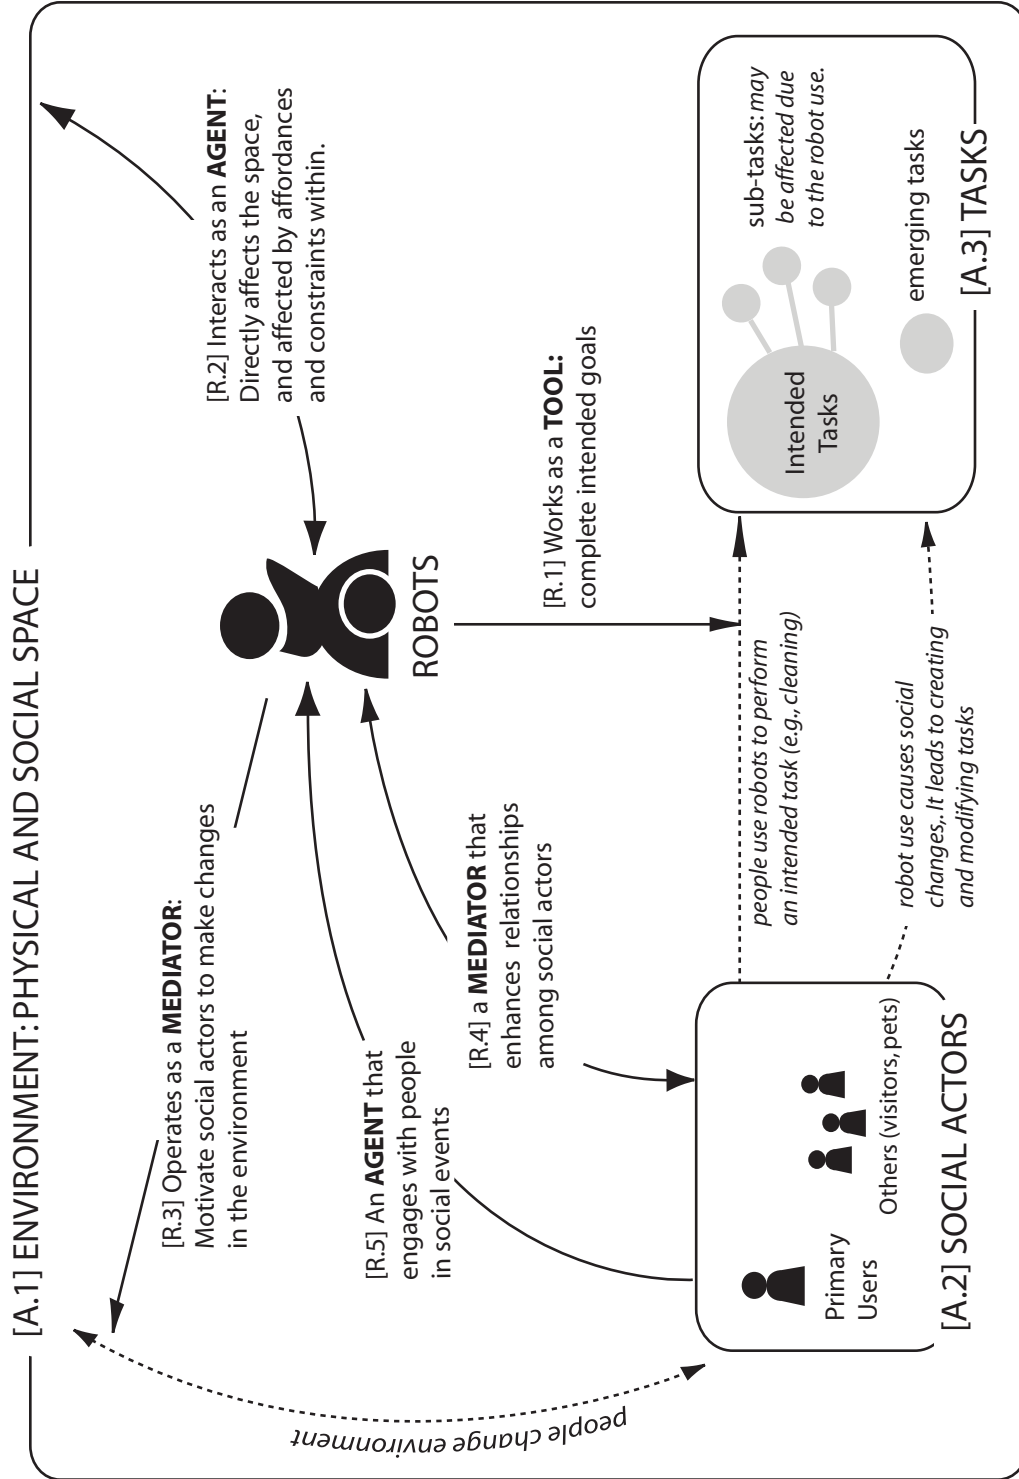 [A.1] ENVIRONMENT: PHYSICAL AND SOCIAL SPACE
[R.3] Operates as a MEDIATOR:
Motivate social actors to make changes
in the environment
[R.2] Interacts as an AGENT:
Directly affects the space,
and affected by affordances
and constraints within.
people change environment
[R.5] An AGENT that
engages with people
in social events
[R.4] a MEDIATOR that
enhances relationships
among social actors
ROBOTS
[R.1] Works as a TOOL:
complete intended goals
Primary
Users
Others (visitors, pets)
[A.2] SOCIAL ACTORS
people use robots to perform
an intended task (e.g., cleaning)
robot use causes social
changes,. It leads to creating
and modifying tasks
Intended
Tasks
sub-tasks: may
be affected due
to the robot use.
emerging tasks
[A.3] TASKS